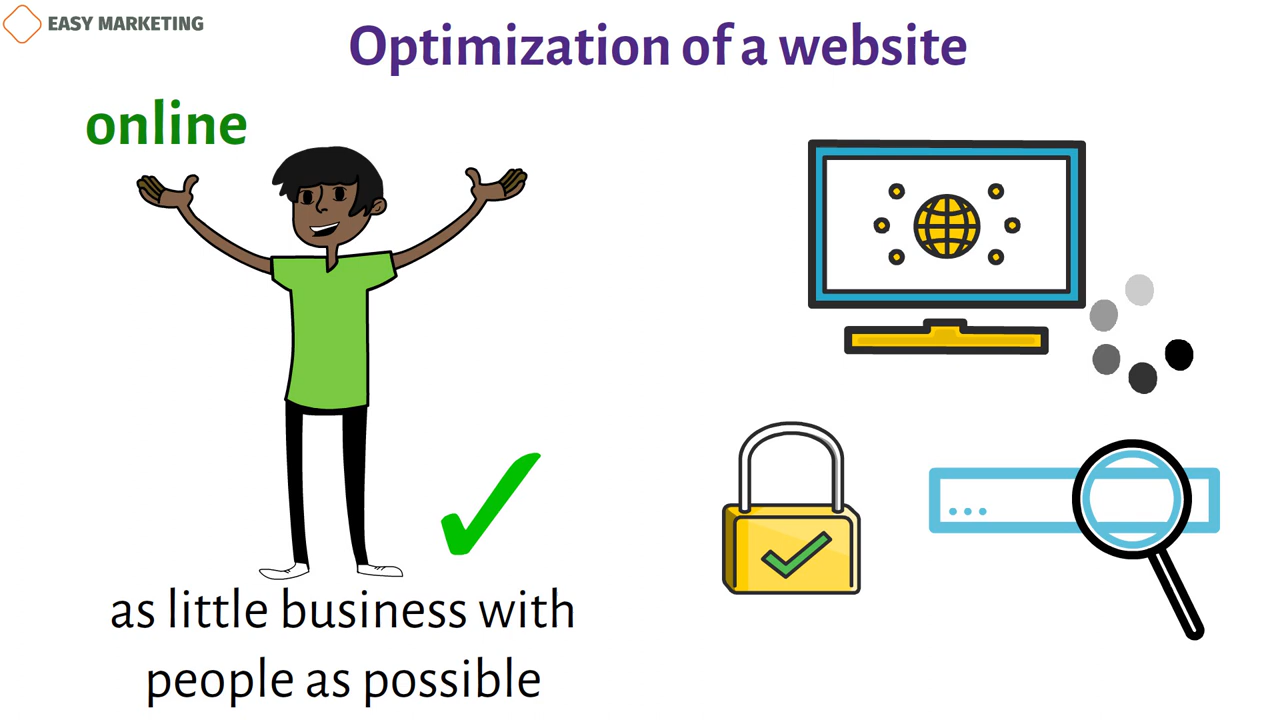 EASY MARKETING
Optimization of a website
online
as little business with
people as possible